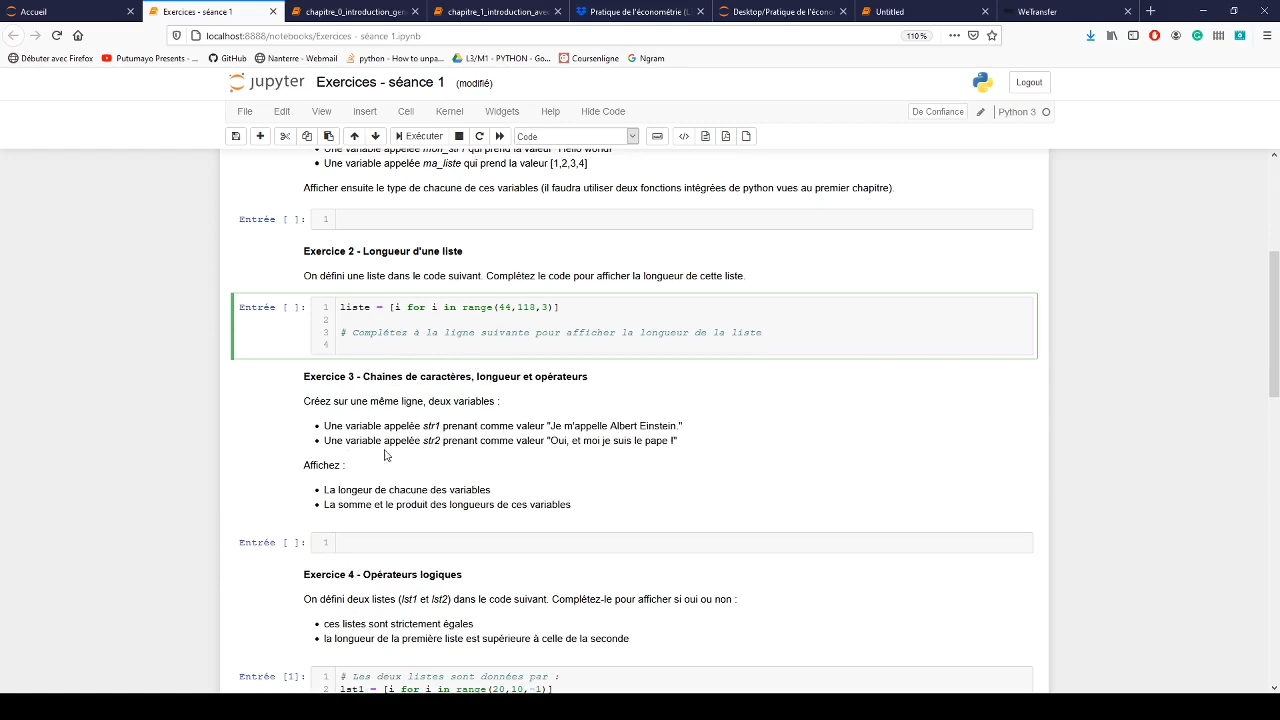 Accueil
Exercices - séance 1
chapitre_0_introduction_gen
chapitre_1_introduction_avec
Pratique de l'économétrie (L
Desktop/Pratique de l'écono
Untitled
WeTransfer
localhost:8888/notebooks/Exercices - séance 1.ipynb
110 %
Débuter avec Firefox
Putumayo Presents - ...
GitHub
Nanterre - Webmail
python - How to unpa...
L3/M1 - PYTHON - Go...
Coursenligne
Ngram
jupyter Exercices - séance 1 (modifié)
Logout
File Edit View Insert Cell Kernel Widgets Help Hide Code
De Confiance
Python 3
Exécuter
Code
Une variable appelée mon_str qui prend la valeur "Hello world!"
• Une variable appelée ma_liste qui prend la valeur [1,2,3,4]
Afficher ensuite le type de chacune de ces variables (il faudra utiliser deux fonctions intégrées de python vues au premier chapitre).
Entrée [ ]: 1
Exercice 2 - Longueur d'une liste
On défini une liste dans le code suivant. Complétez le code pour afficher la longueur de cette liste.
Entrée [ ]: 1 liste = [i for i in range(44,118,3)]
2
3 # Complétez à la ligne suivante pour afficher la longueur de la liste
4
Exercice 3 - Chaines de caractères, longueur et opérateurs
Créez sur une même ligne, deux variables :
• Une variable appelée str1 prenant comme valeur "Je m'appelle Albert Einstein."
• Une variable appelée str2 prenant comme valeur "Oui, et moi je suis le pape !"
Affichez :
• La longeur de chacune des variables
• La somme et le produit des longueurs de ces variables
Entrée [ ]: 1
Exercice 4 - Opérateurs logiques
On défini deux listes (lst1 et lst2) dans le code suivant. Complétez-le pour afficher si oui ou non :
• ces listes sont strictement égales
• la longueur de la première liste est supérieure à celle de la seconde
Entrée [1]: 1 # Les deux listes sont données par :
2 lst1 = [i for i in range(20,10,-1)]